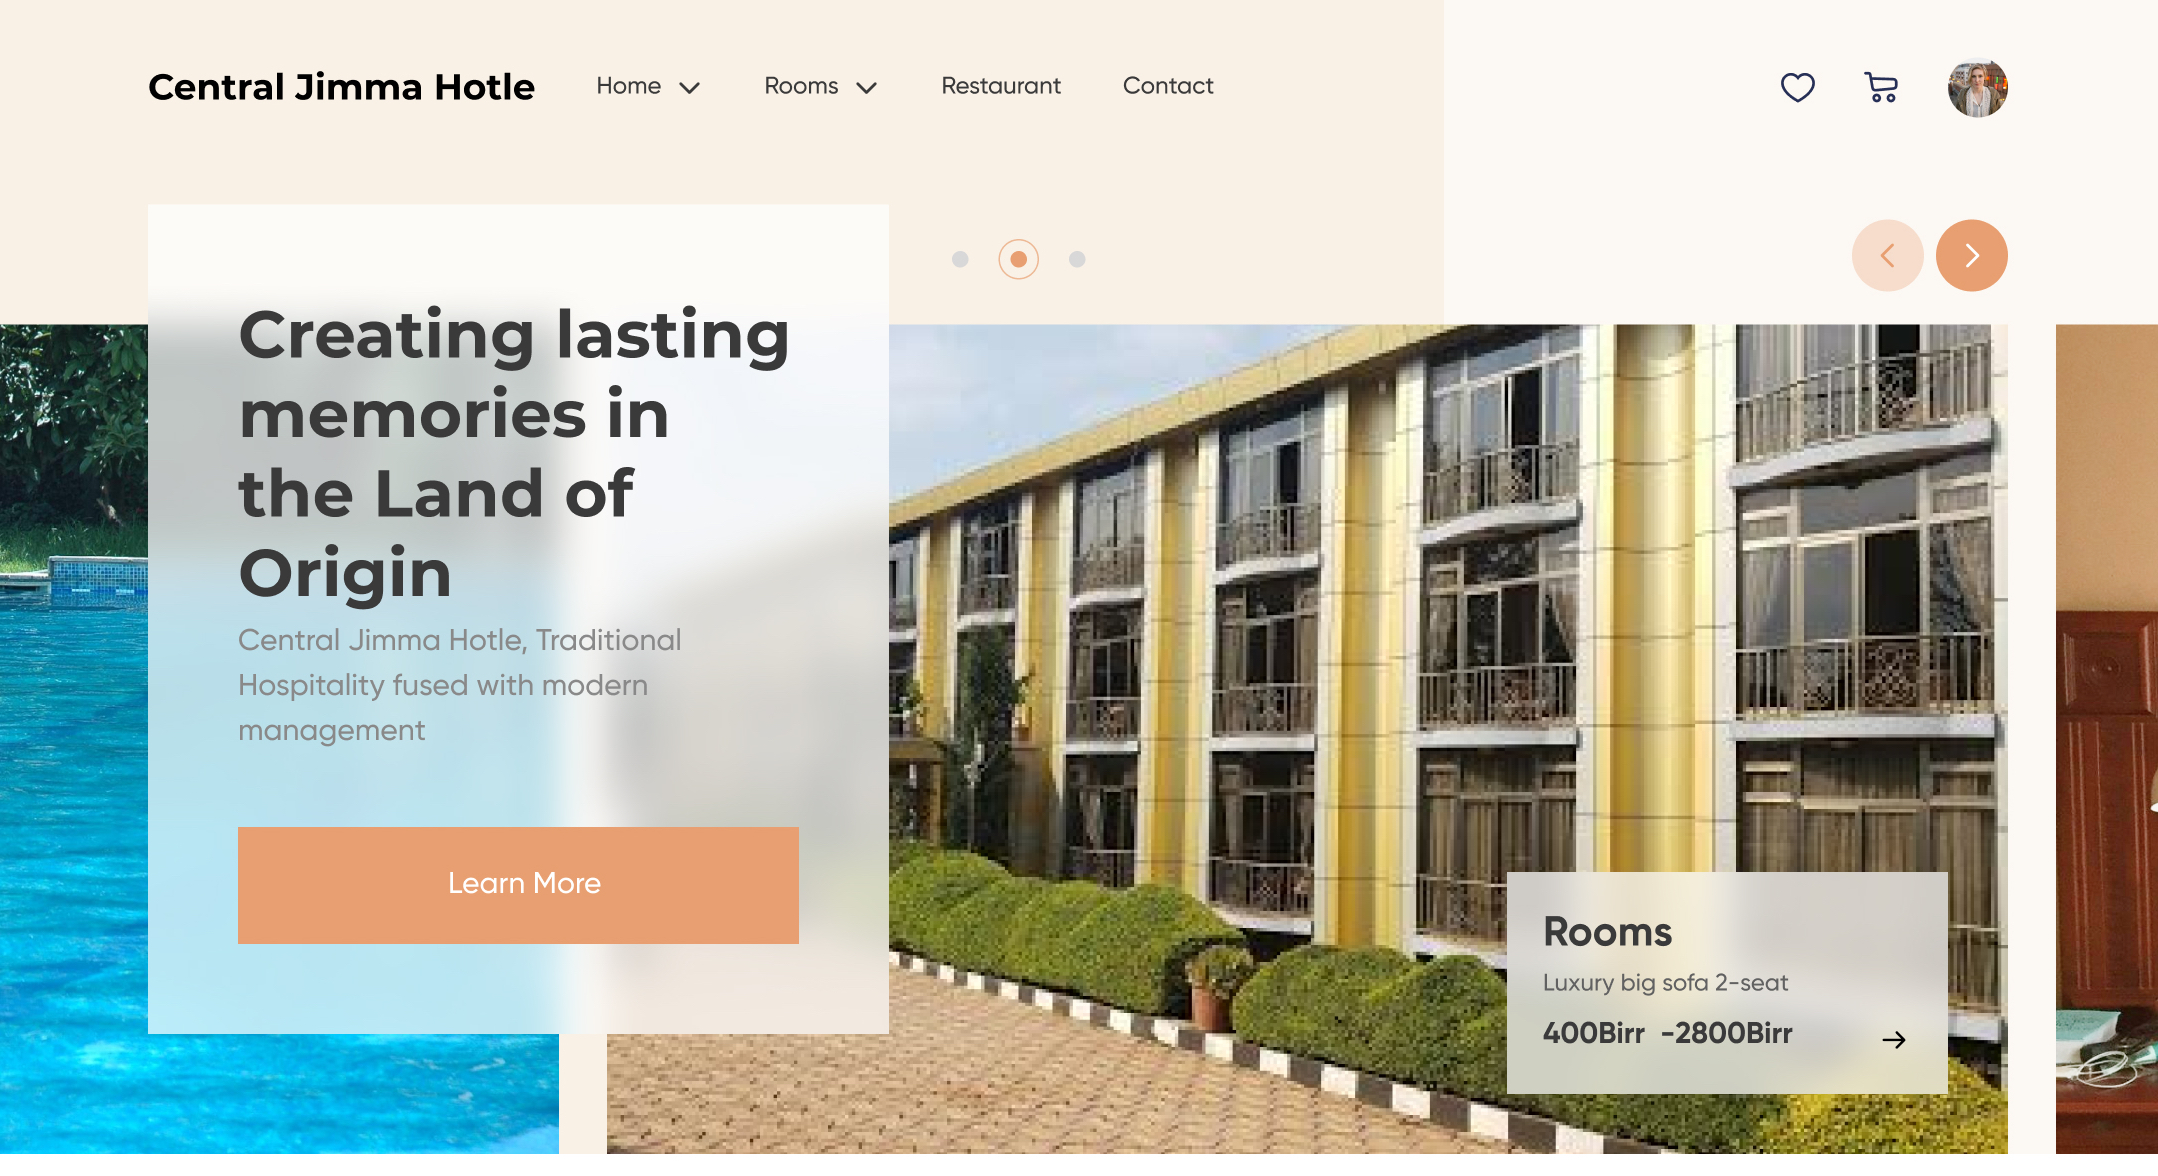 Central Jimma Hotle
Home
Rooms
Restaurant
Contact
Creating lasting
memories in
the Land of
Origin
Central Jimma Hotle, Traditional
Hospitality fused with modern
management
Learn More
Rooms
Luxury big sofa 2-seat
400Birr -2800Birr